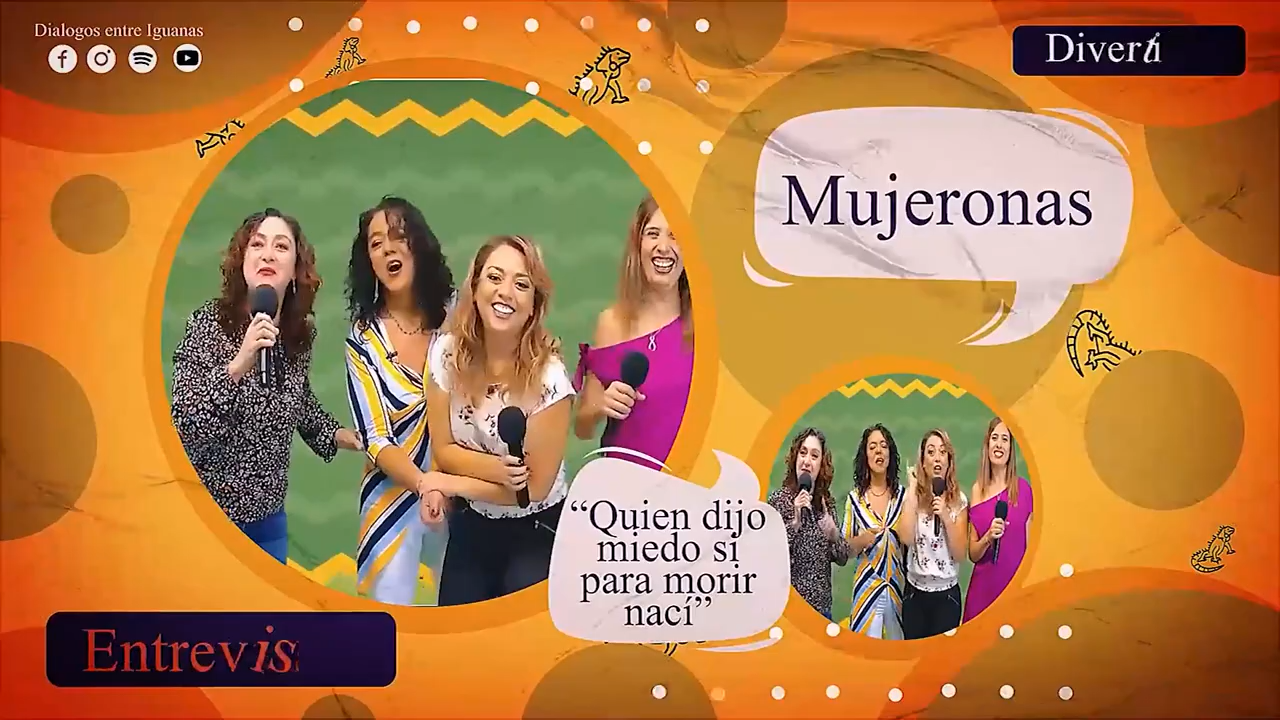 Dialogos entre Iguanas
Diverti
Mujeronas
“Quien dijo
miedo si
para morir
nací”
Entrevis